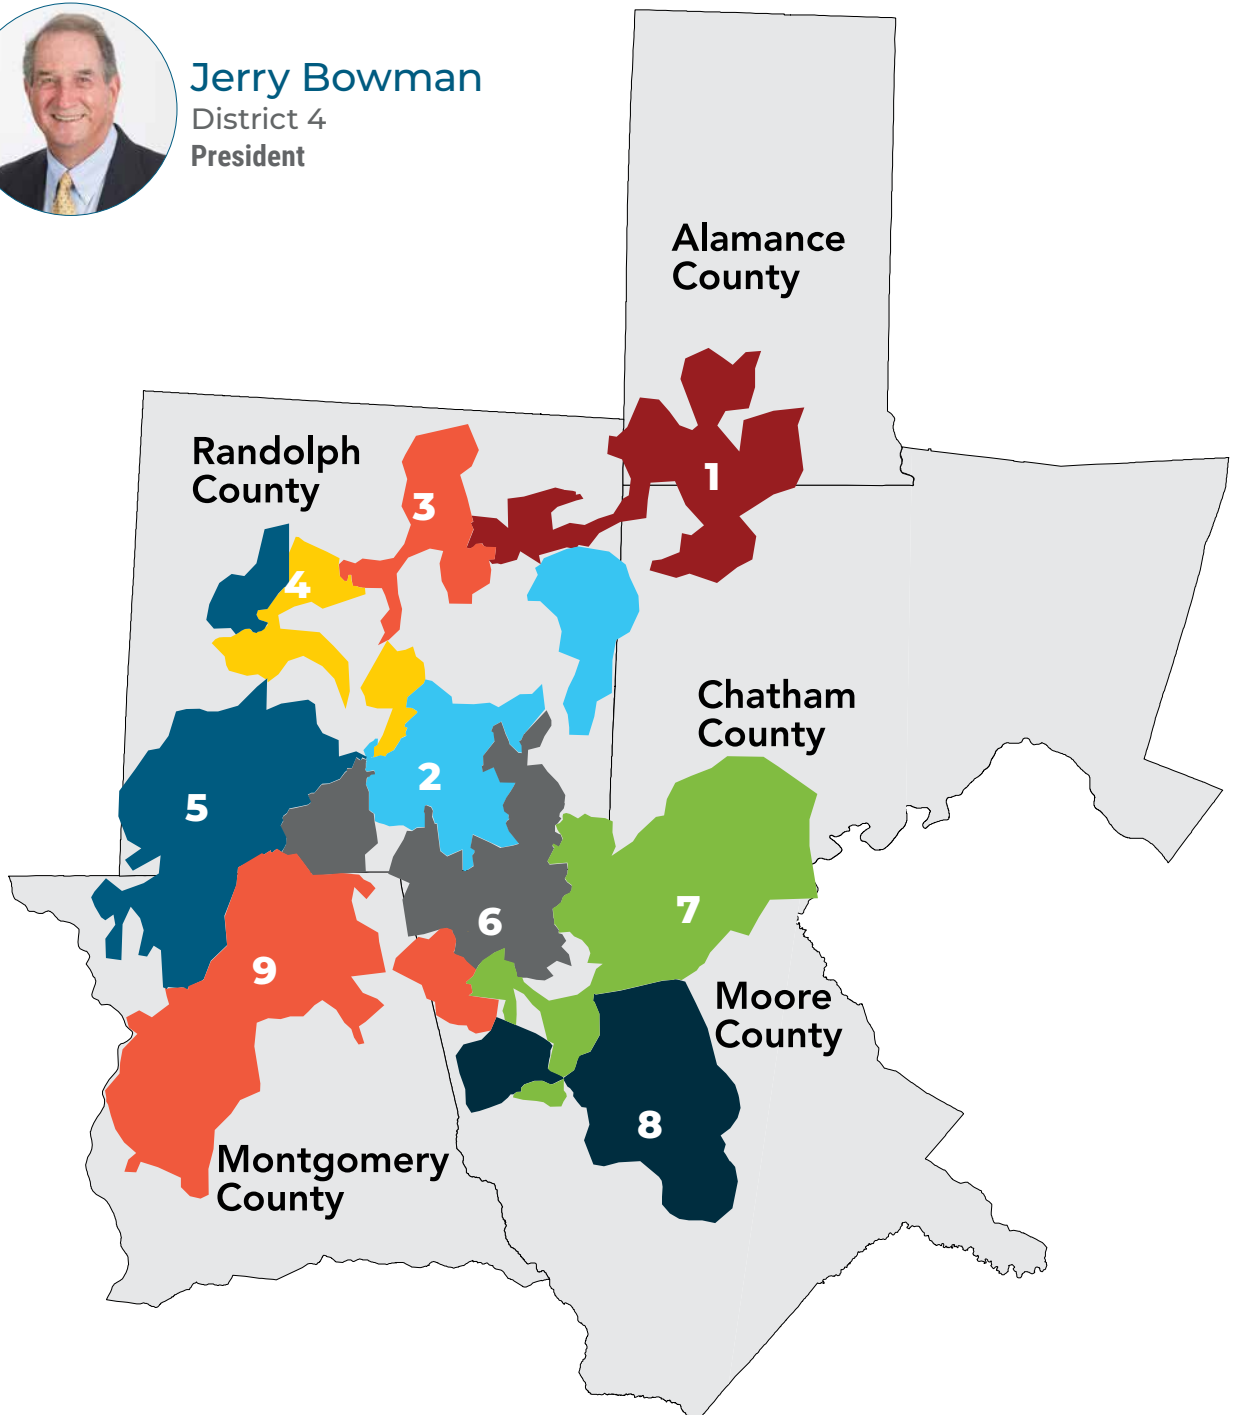 Jerry Bowman
District 4
President
Alamance
County
Randolph
County
1
3
4
Chatham
County
2
5
7
6
9
Moore
County
8
Montgomery
County